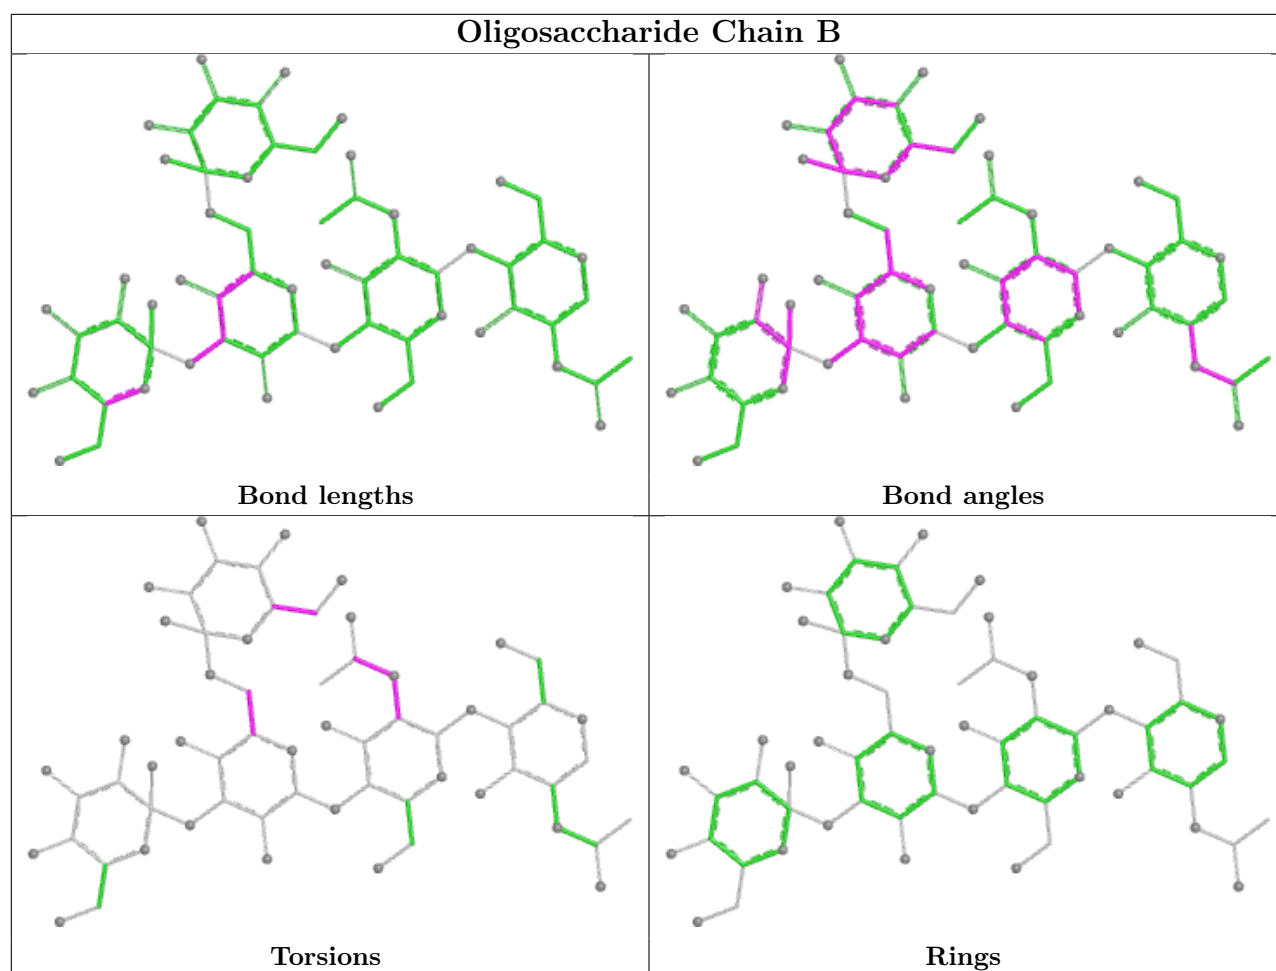 Oligosaccharide Chain B
Bond lengths
Bond angles
Torsions
Rings